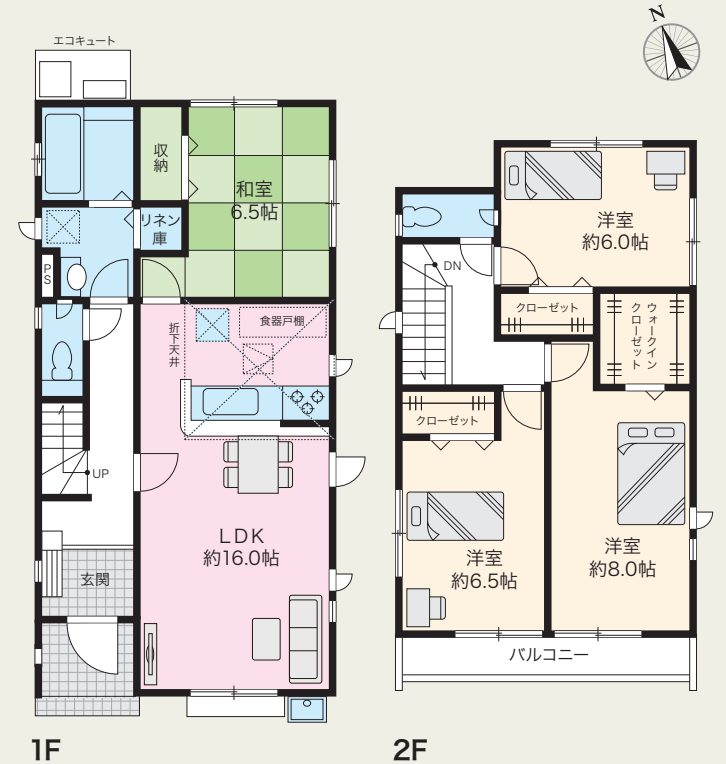 N
エコキュート
収納
和室
6.5帖
リネン庫
PS
折下天井
食器戸棚
UP
LDK
約16.0帖
玄関
1F
洋室
約6.0帖
DN
クローゼット
ウォークインクローゼット
クローゼット
洋室
約6.5帖
洋室
約8.0帖
バルコニー
2F